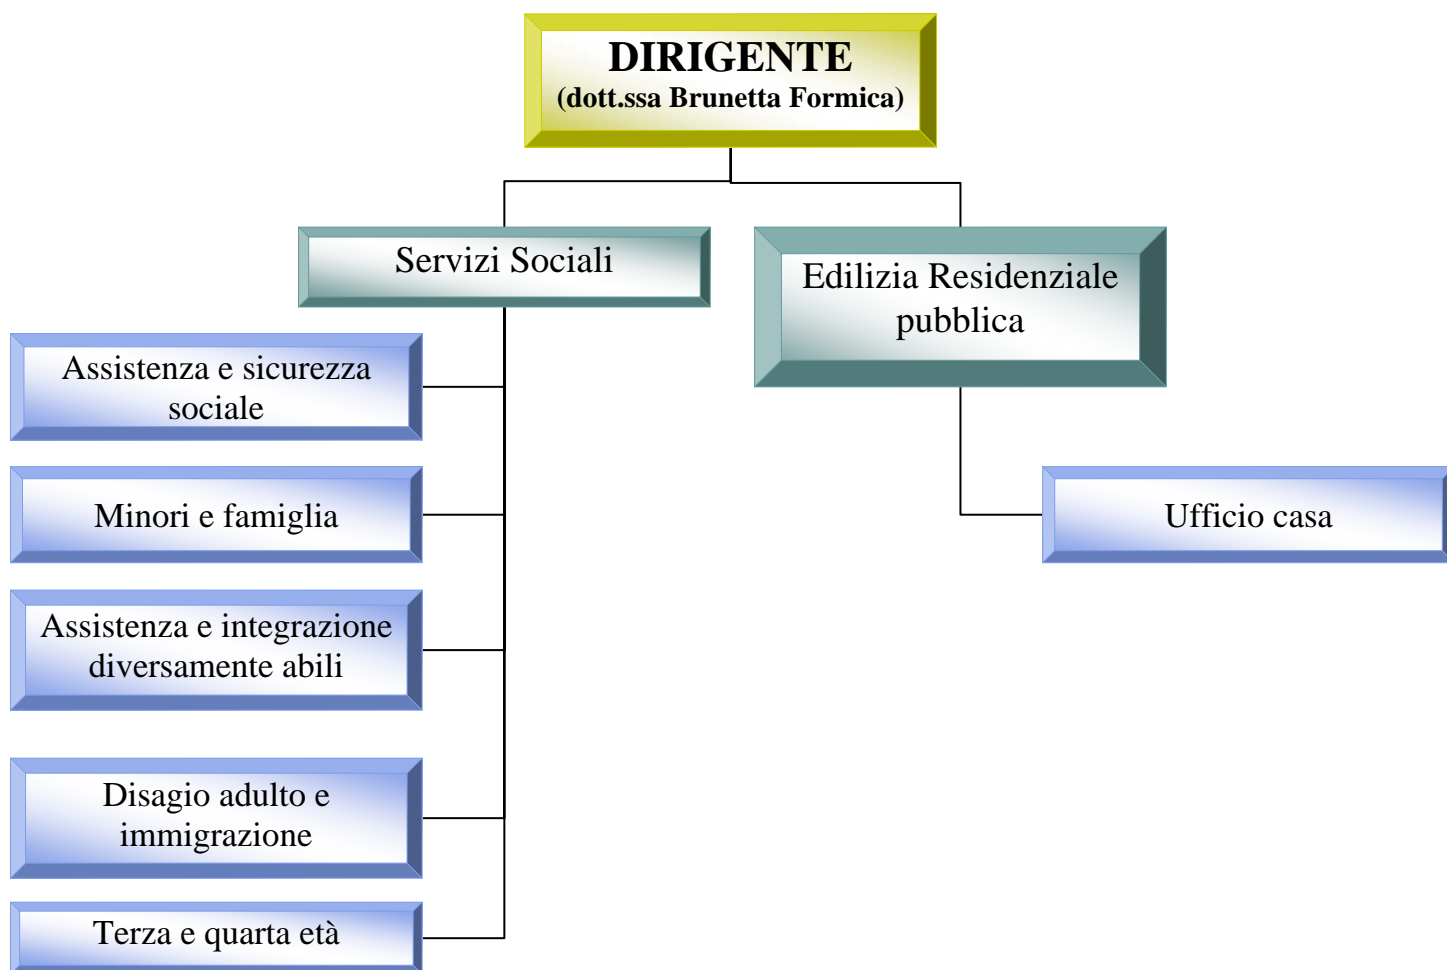 DIRIGENTE
(dott.ssa Brunetta Formica)
Servizi Sociali
Edilizia Residenziale
pubblica
Assistenza e sicurezza
sociale
Minori e famiglia
Ufficio casa
Assistenza e integrazione
diversamente abili
Disagio adulto e
immigrazione
Terza e quarta età